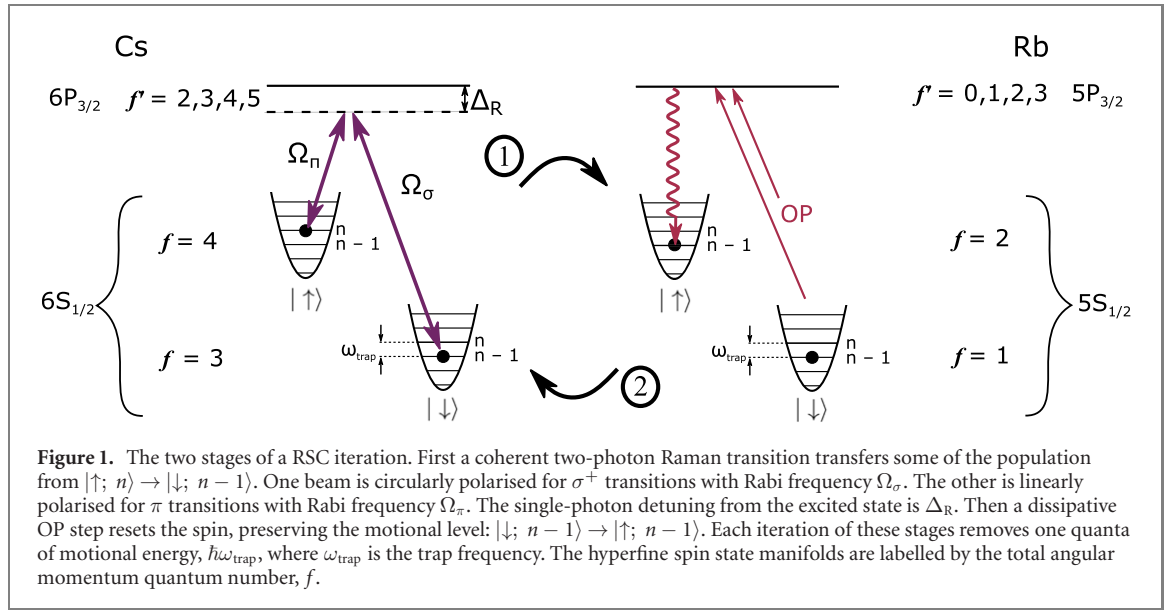 Cs
Rb
6P3/2 f' = 2,3,4,5
ΔR
f' = 0,1,2,3 5P3/2
Ωπ
Ωσ
1
OP
n
n – 1
n
n – 1
f = 4
f = 2
|↑⟩
|↑⟩
6S1/2
5S1/2
ωtrap
n
n – 1
ωtrap
n
n – 1
f = 3
f = 1
2
|↓⟩
|↓⟩
Figure 1. The two stages of a RSC iteration. First a coherent two-photon Raman transition transfers some of the population
from |↑; n⟩ → |↓; n − 1⟩. One beam is circularly polarised for σ+ transitions with Rabi frequency Ωσ. The other is linearly
polarised for π transitions with Rabi frequency Ωπ. The single-photon detuning from the excited state is ΔR. Then a dissipative
OP step resets the spin, preserving the motional level: |↓; n − 1⟩ → |↑; n − 1⟩. Each iteration of these stages removes one quanta
of motional energy, ℏωtrap, where ωtrap is the trap frequency. The hyperfine spin state manifolds are labelled by the total angular
momentum quantum number, f.